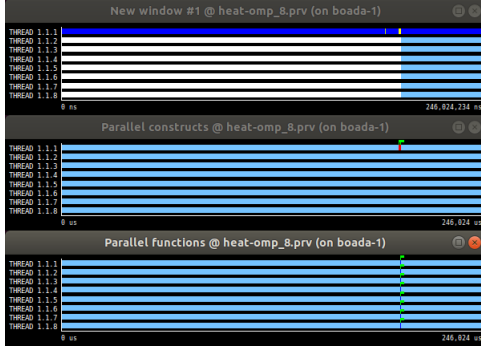 New window #1 @ heat-omp_8.prv (on boada-1)
THREAD 1.1.1
THREAD 1.1.2
THREAD 1.1.3
THREAD 1.1.4
THREAD 1.1.5
THREAD 1.1.6
THREAD 1.1.7
THREAD 1.1.8
0 ns 246,024,234 ns
Parallel constructs @ heat-omp_8.prv (on boada-1)
THREAD 1.1.1
THREAD 1.1.2
THREAD 1.1.3
THREAD 1.1.4
THREAD 1.1.5
THREAD 1.1.6
THREAD 1.1.7
THREAD 1.1.8
0 us 246,024 us
Parallel functions @ heat-omp_8.prv (on boada-1)
THREAD 1.1.1
THREAD 1.1.2
THREAD 1.1.3
THREAD 1.1.4
THREAD 1.1.5
THREAD 1.1.6
THREAD 1.1.7
THREAD 1.1.8
0 us 246,024 us